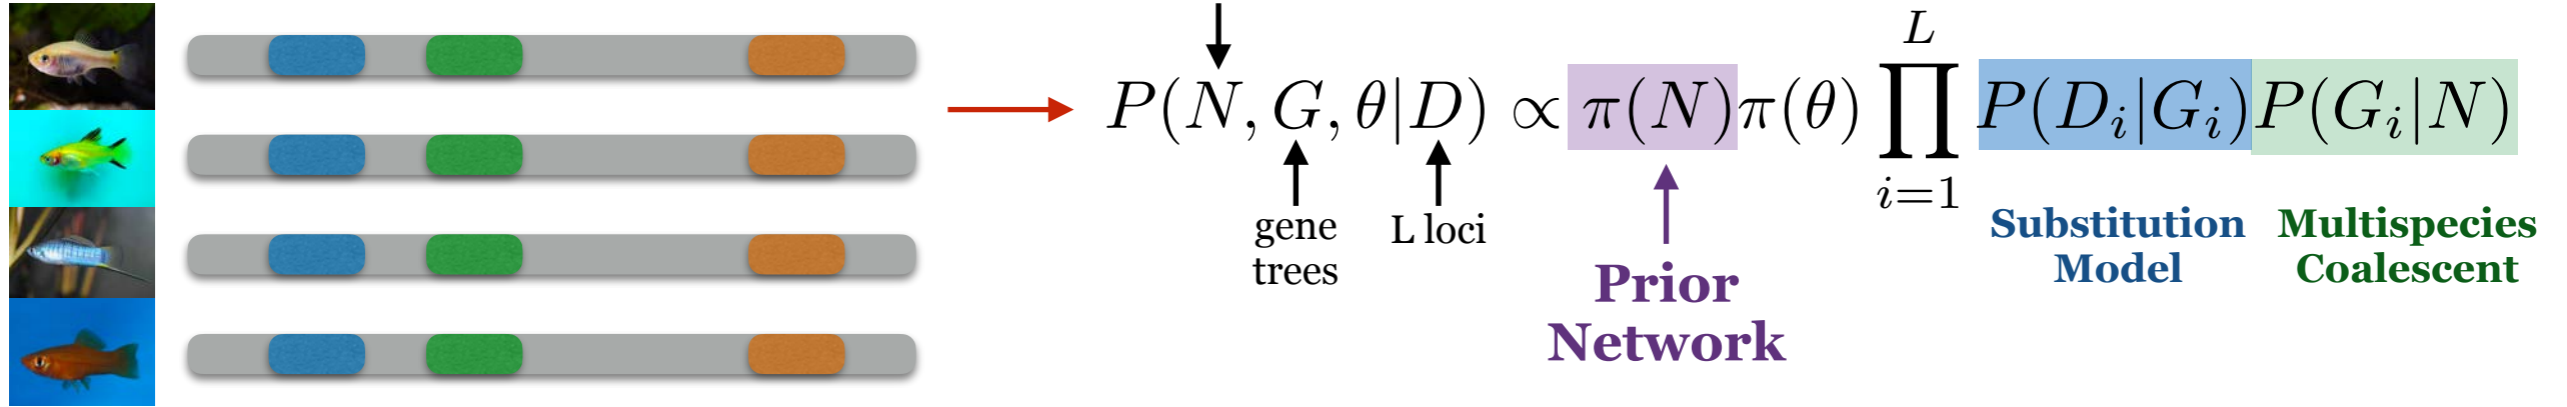 P(N, G, θ|D) ∝ π(N)π(θ) ∏_{i=1}^{L} P(D_i|G_i)P(G_i|N)
gene
trees
L loci
Prior
Network
Substitution
Model
Multispecies
Coalescent